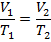 V₁/T₁ = V₂/T₂